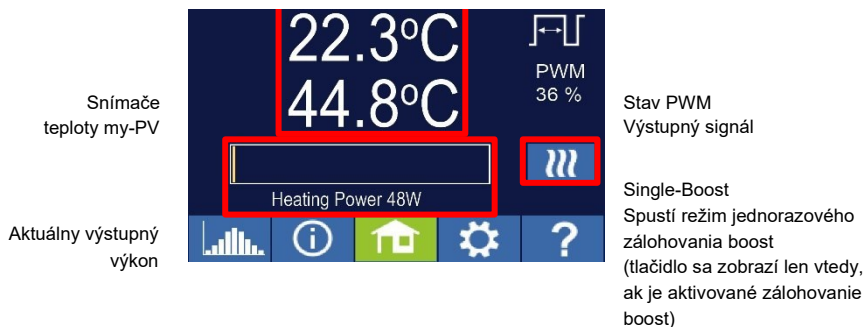 22.3°C
44.8°C
PWM
36 %
Heating Power 48W
?
Snímače
teploty my-PV
Aktuálny výstupný
výkon
Stav PWM
Výstupný signál
Single-Boost
Spustí režim jednorazového
zálohovania boost
(tlačidlo sa zobrazí len vtedy,
ak je aktivované zálohovanie
boost)